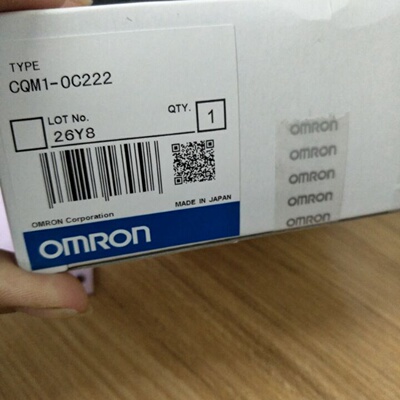 TYPE
CQM1-OC222
LOT No.
26Y8
QTY.
1
OMRON Corporation
MADE IN JAPAN
OMRON
OMRON
OMRON
OMRON
OMRON
OMRON